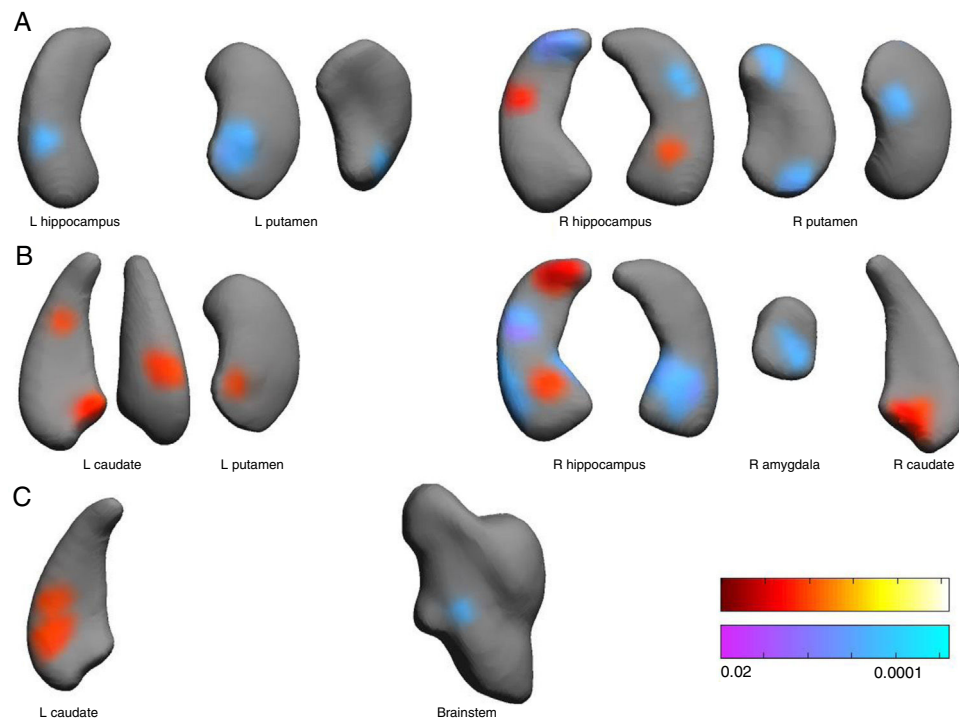 A
L hippocampus
L putamen
R hippocampus
R putamen
B
L caudate
L putamen
R hippocampus
R amygdala
R caudate
C
L caudate
Brainstem
0.02
0.0001